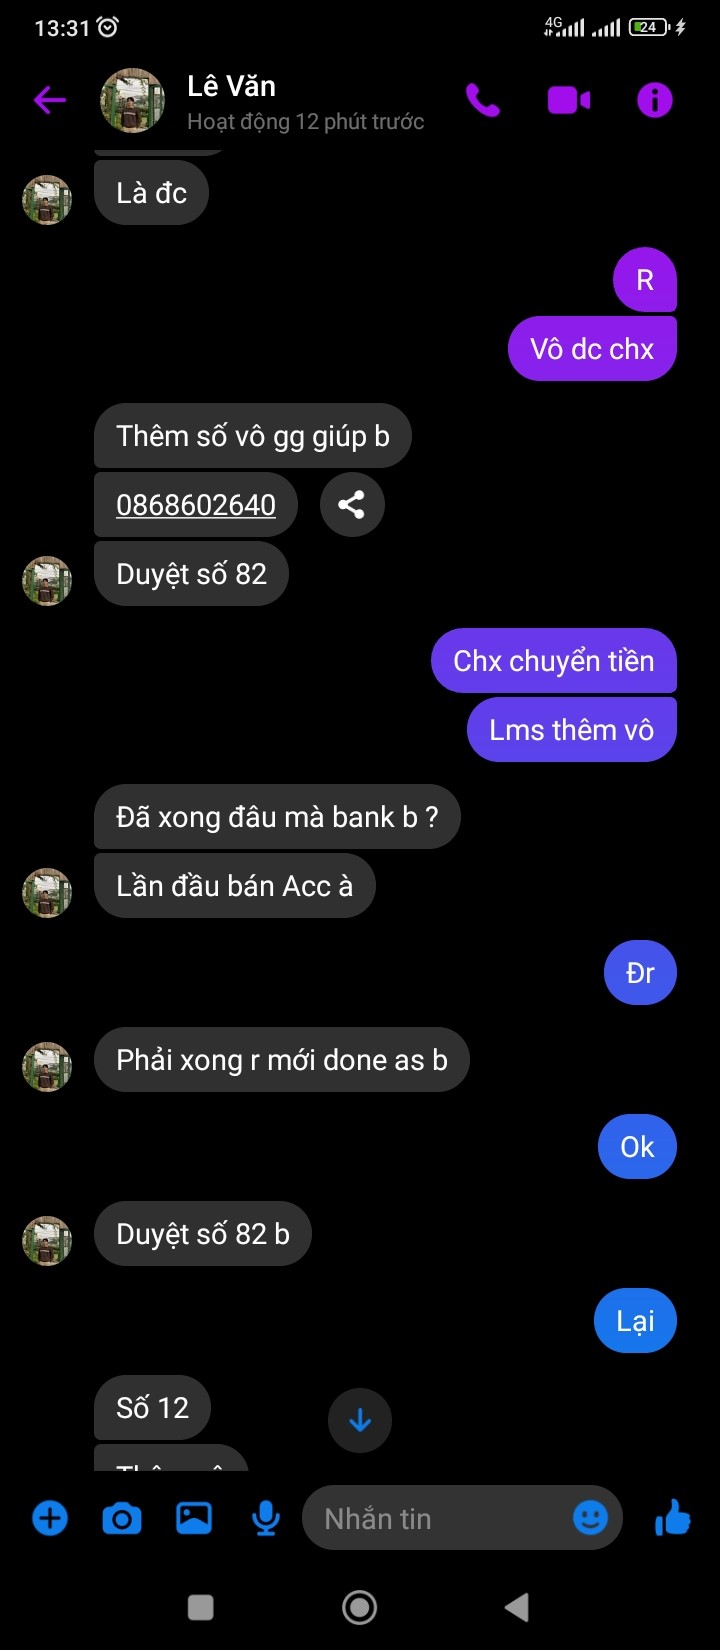 13:31
4G
24
Lê Văn
Hoạt động 12 phút trước
Là đc
R
Vô dc chx
Thêm số vô gg giúp b
0868602640
Duyệt số 82
Chx chuyển tiền
Lms thêm vô
Đã xong đâu mà bank b ?
Lần đầu bán Acc à
Đr
Phải xong r mới done as b
Ok
Duyệt số 82 b
Lại
Số 12
Nhắn tin